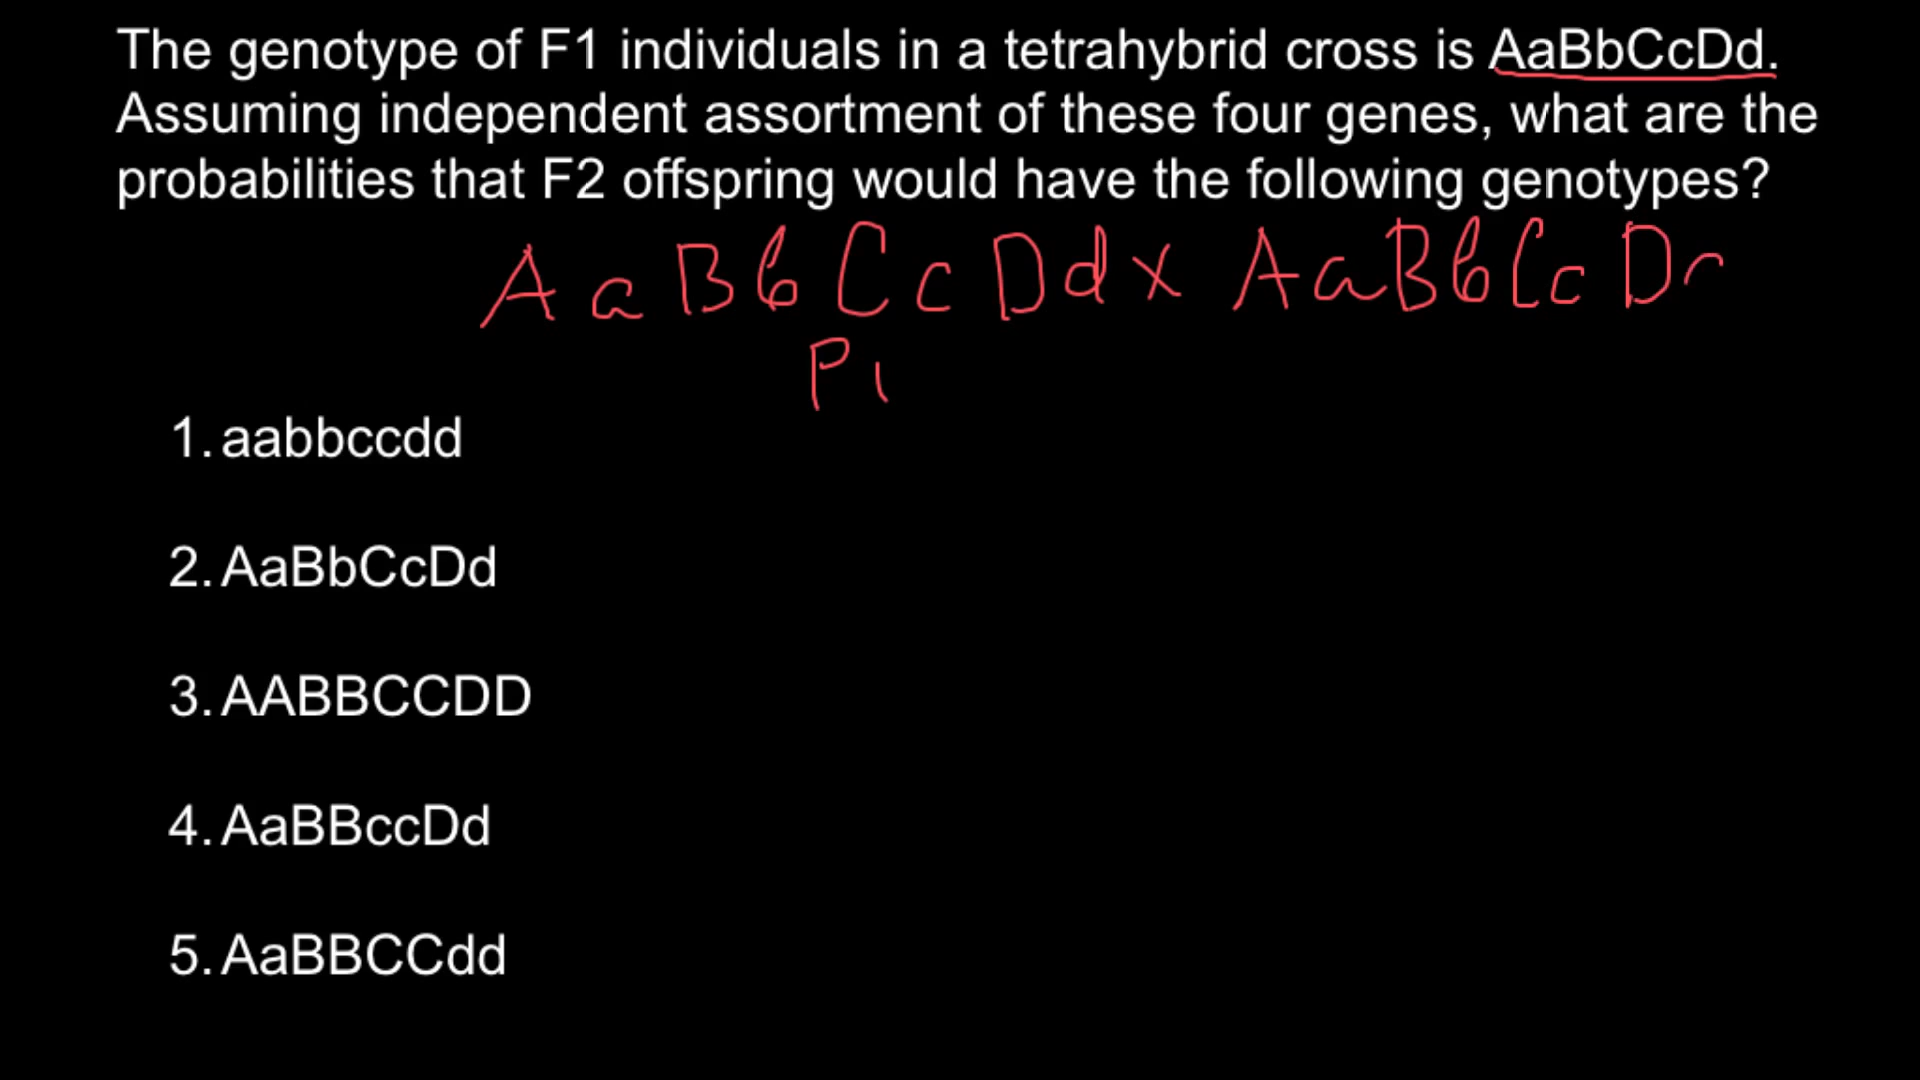 The genotype of F1 individuals in a tetrahybrid cross is AaBbCcDd.
Assuming independent assortment of these four genes, what are the
probabilities that F2 offspring would have the following genotypes?
A a B b C c D d x A a B b C c D
P1
1. aabbccdd
2. AaBbCcDd
3. AABBCCDD
4. AaBBccDd
5. AaBBCCdd